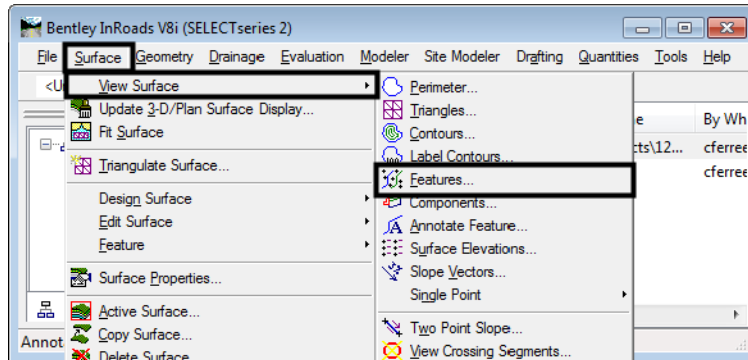 Bentley InRoads V8i (SELECTseries 2)
File Surface Geometry Drainage Evaluation Modeler Site Modeler Drafting Quantities Tools Help
<U
View Surface
Update 3-D/Plan Surface Display...
Fit Surface
Triangulate Surface...
Design Surface
Edit Surface
Feature
Surface Properties...
Active Surface...
Copy Surface...
Delete Surface
Perimeter...
Triangles...
Contours...
Label Contours...
Features...
Components...
Annotate Feature...
Surface Elevations...
Slope Vectors...
Single Point
Two Point Slope...
View Crossing Segments...
e By Wh
cts\12... cferree
cferree
Annot